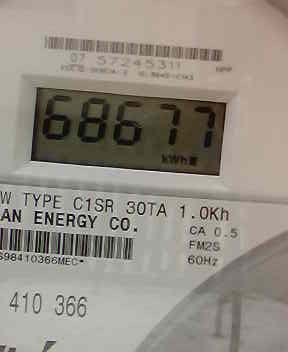 07 57245311
68677
kWh
W TYPE C1SR 30TA 1.0Kh
AN ENERGY CO.
CA 0.5
FM2S
S98410366MEC*
60Hz
410 366